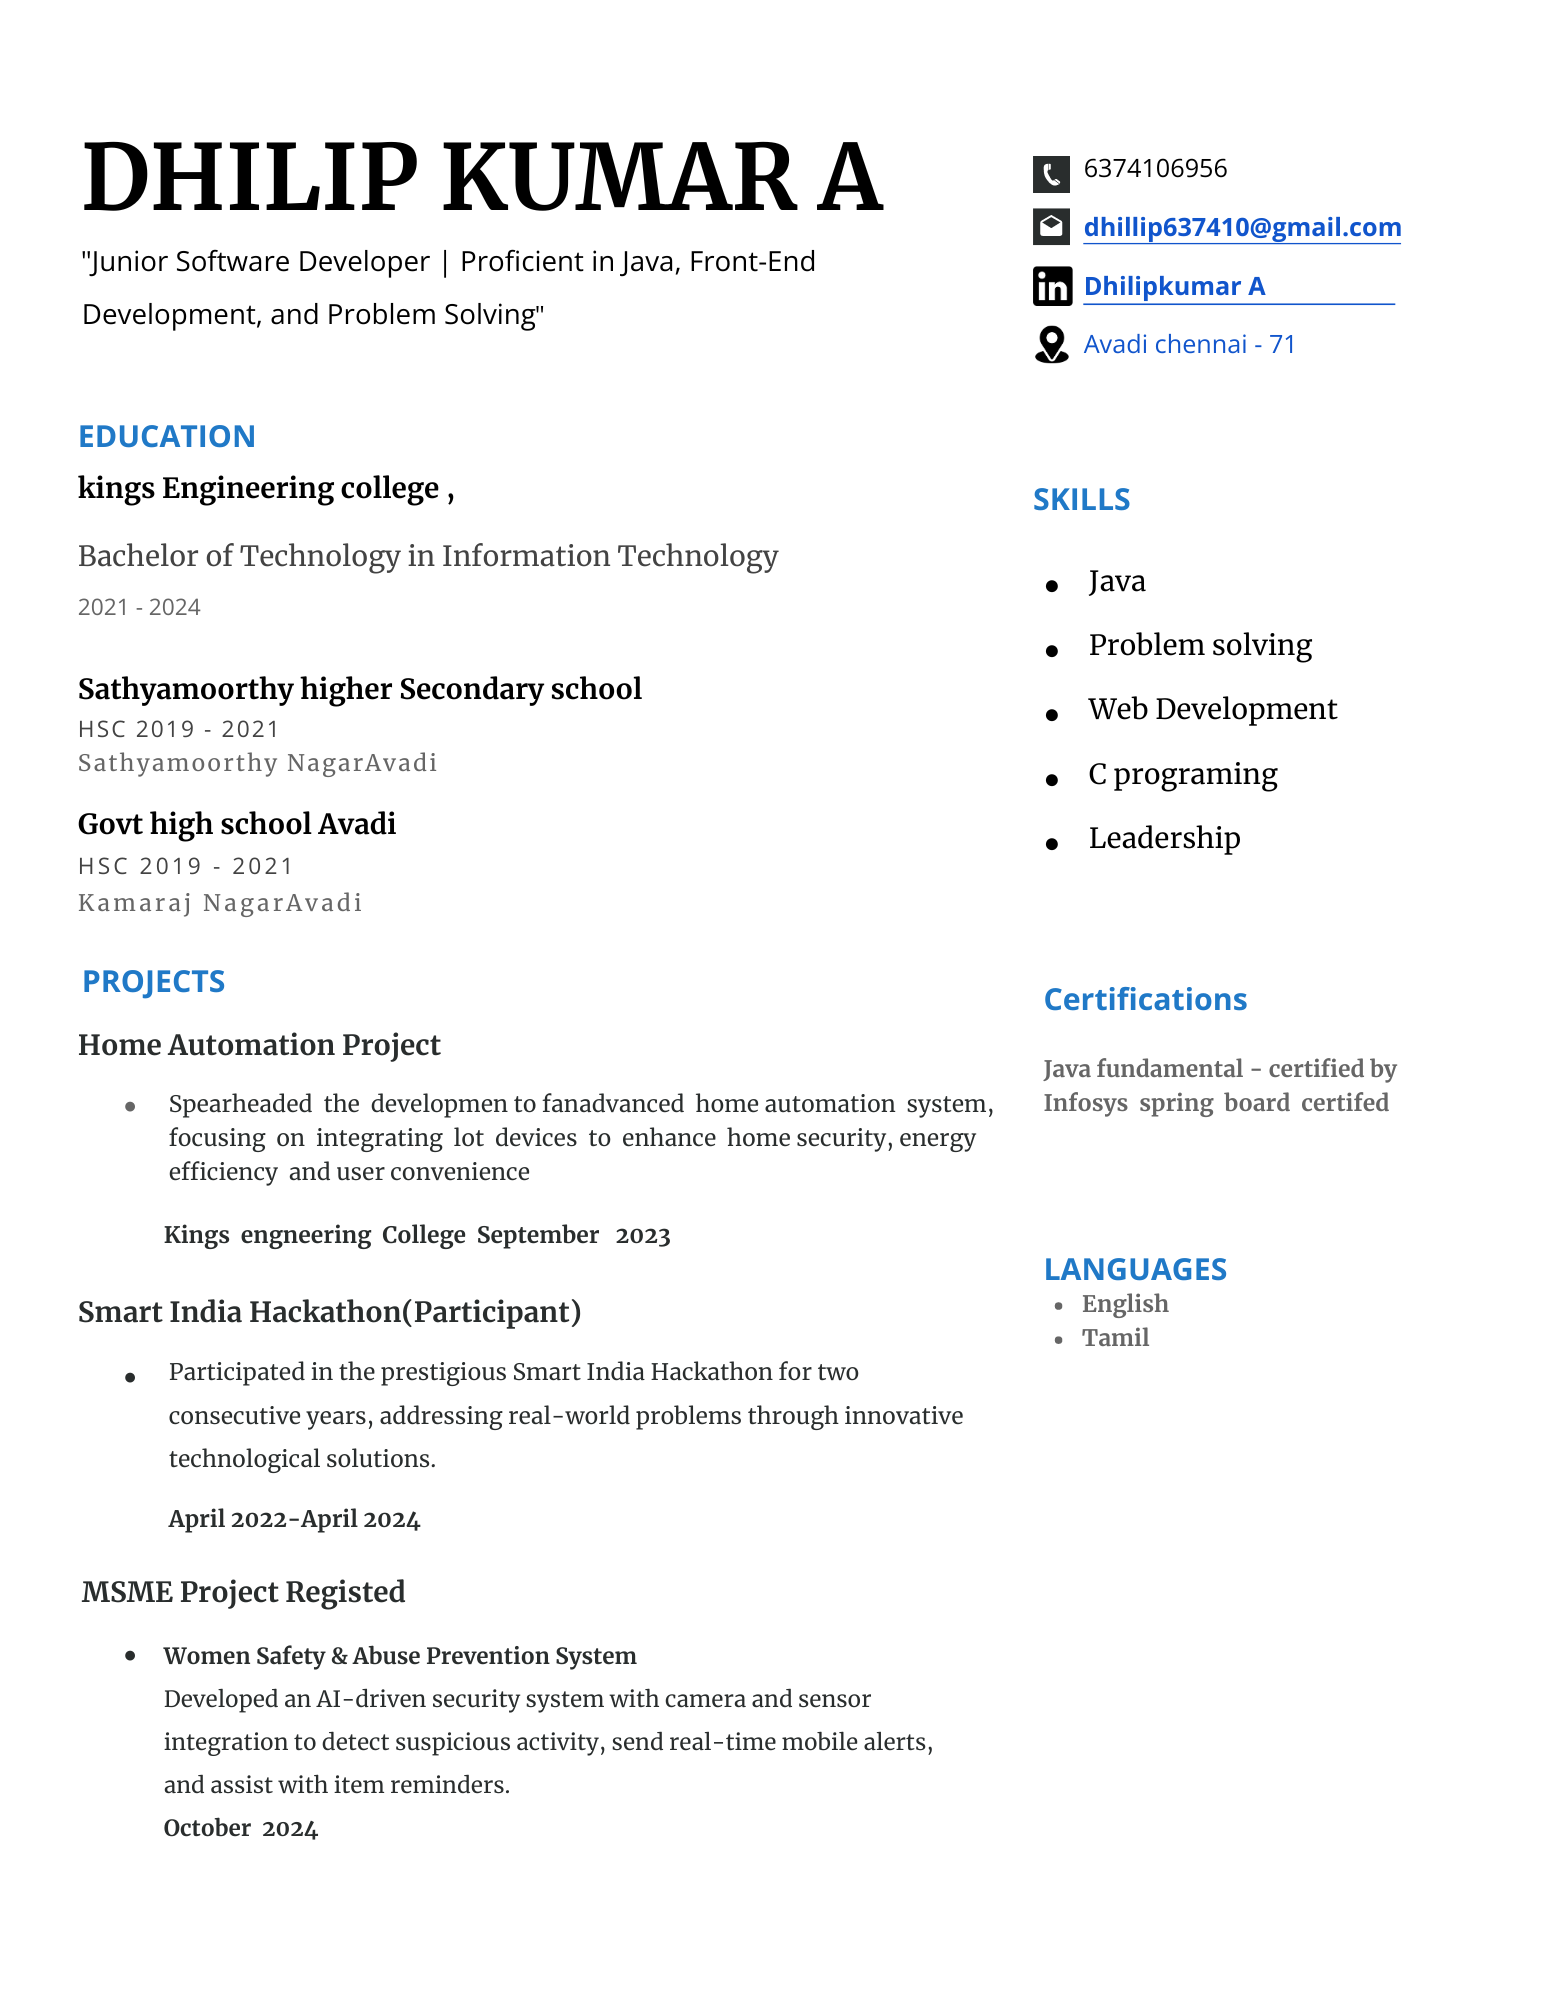 DHILIP KUMAR A
"Junior Software Developer | Proficient in Java, Front-End
Development, and Problem Solving"
6374106956
dhillip637410@gmail.com
Dhilipkumar A
Avadi chennai - 71
EDUCATION
kings Engineering college ,
Bachelor of Technology in Information Technology
2021 - 2024
Sathyamoorthy higher Secondary school
HSC 2019 - 2021
Sathyamoorthy NagarAvadi
Govt high school Avadi
HSC 2019 - 2021
Kamaraj NagarAvadi
PROJECTS
Home Automation Project
• Spearheaded the developmen to fanadvanced home automation system,
focusing on integrating lot devices to enhance home security, energy
efficiency and user convenience
Kings engneering College September 2023
Smart India Hackathon(Participant)
• Participated in the prestigious Smart India Hackathon for two
consecutive years, addressing real-world problems through innovative
technological solutions.
April 2022-April 2024
MSME Project Registed
• Women Safety & Abuse Prevention System
Developed an AI-driven security system with camera and sensor
integration to detect suspicious activity, send real-time mobile alerts,
and assist with item reminders.
October 2024
SKILLS
• Java
• Problem solving
• Web Development
• C programing
• Leadership
Certifications
Java fundamental - certified by
Infosys spring board certifed
LANGUAGES
• English
• Tamil